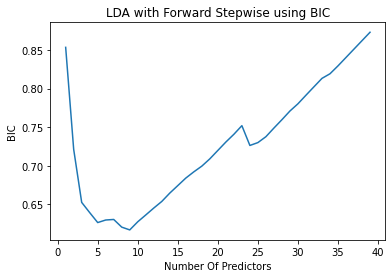 LDA with Forward Stepwise using BIC
0.85
0.80
0.75
0.70
0.65
BIC
0 5 10 15 20 25 30 35 40
Number Of Predictors